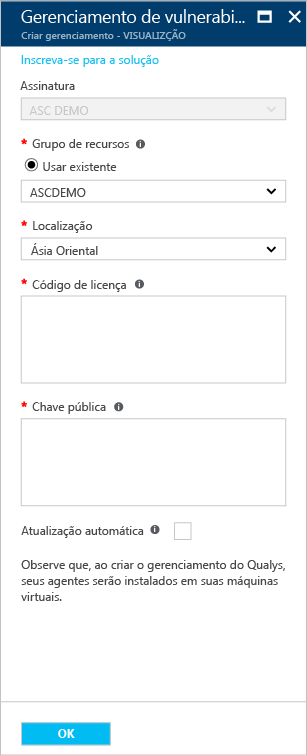 Gerenciamento de vulnerabi...
Criar gerenciamento - VISUALIZÇÃO
Inscreva-se para a solução
Assinatura
ASC DEMO
* Grupo de recursos
Usar existente
ASCDEMO
* Localização
Ásia Oriental
* Código de licença
* Chave pública
Atualização automática
Observe que, ao criar o gerenciamento do Qualys,
seus agentes serão instalados em suas máquinas
virtuais.
OK